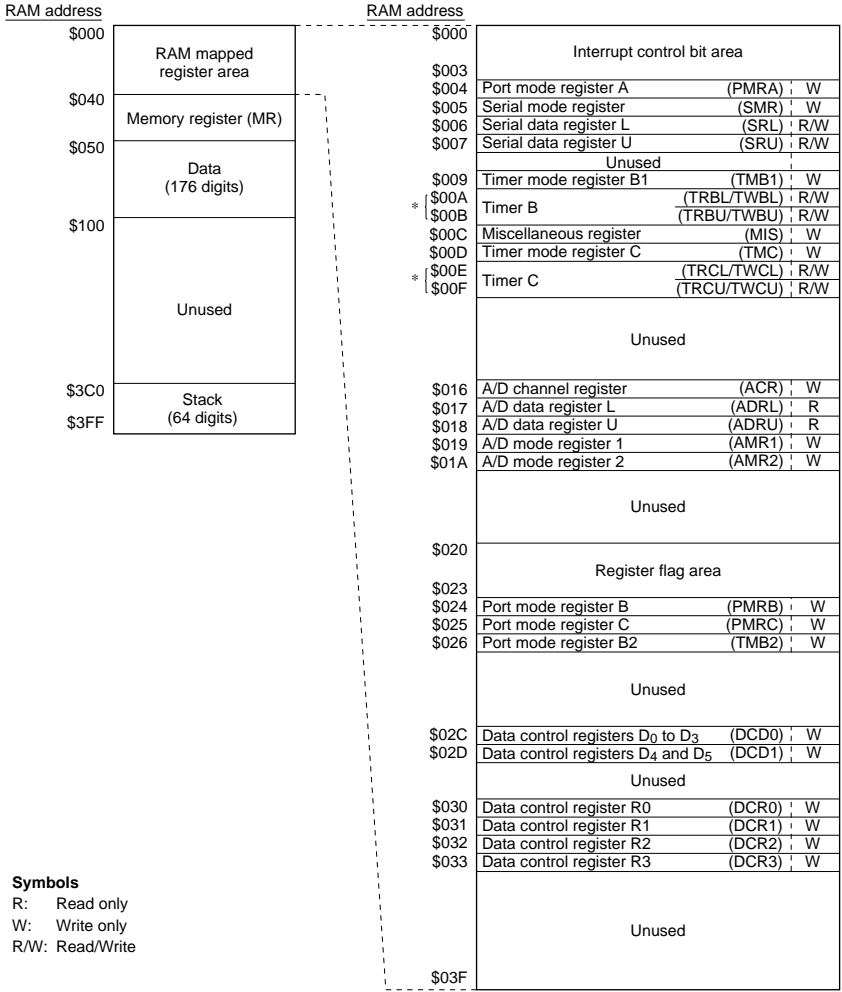 RAM address
$000
RAM mapped
register area
$040
Memory register (MR)
$050
Data
(176 digits)
$100
Unused
$3C0
Stack
(64 digits)
$3FF
RAM address
$000
Interrupt control bit area
$003
$004 Port mode register A (PMRA) W
$005 Serial mode register (SMR) W
$006 Serial data register L (SRL) R/W
$007 Serial data register U (SRU) R/W
Unused
$009 Timer mode register B1 (TMB1) W
* $00A Timer B (TRBL/TWBL) R/W
$00B (TRBU/TWBU) R/W
$00C Miscellaneous register (MIS) W
$00D Timer mode register C (TMC) W
* $00E Timer C (TRCL/TWCL) R/W
$00F (TRCU/TWCU) R/W
Unused
$016 A/D channel register (ACR) W
$017 A/D data register L (ADRL) R
$018 A/D data register U (ADRU) R
$019 A/D mode register 1 (AMR1) W
$01A A/D mode register 2 (AMR2) W
Unused
$020
Register flag area
$023
$024 Port mode register B (PMRB) W
$025 Port mode register C (PMRC) W
$026 Port mode register B2 (TMB2) W
Unused
$02C Data control registers D0 to D3 (DCD0) W
$02D Data control registers D4 and D5 (DCD1) W
Unused
$030 Data control register R0 (DCR0) W
$031 Data control register R1 (DCR1) W
$032 Data control register R2 (DCR2) W
$033 Data control register R3 (DCR3) W
Unused
$03F
Symbols
R: Read only
W: Write only
R/W: Read/Write